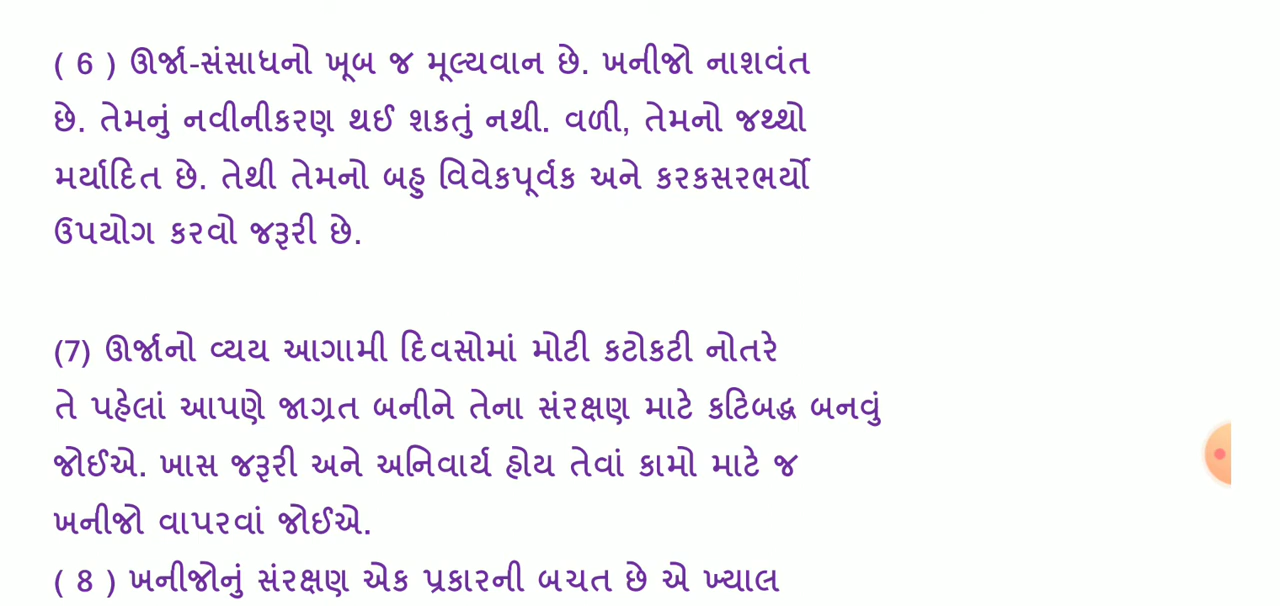 ( 6 ) ઊર્જા-સંસાધનો ખૂબ જ મૂલ્યવાન છે. ખનીજો નાશવંત
છે. તેમનું નવીનીકરણ થઈ શકતું નથી. વળી, તેમનો જથ્થો
મર્યાદિત છે. તેથી તેમનો બહુ વિવેકપૂર્વક અને કરકસરભર્યો
ઉપયોગ કરવો જરૂરી છે.
(7) ઊર્જાનો વ્યય આગામી દિવસોમાં મોટી કટોકટી નોતરે
તે પહેલાં આપણે જાગ્રત બનીને તેના સંરક્ષણ માટે કટિબદ્ધ બનવું
જોઈએ. ખાસ જરૂરી અને અનિવાર્ય હોય તેવાં કામો માટે જ
ખનીજો વાપરવાં જોઈએ.
( 8 ) ખનીજોનું સંરક્ષણ એક પ્રકારની બચત છે એ ખ્યાલ